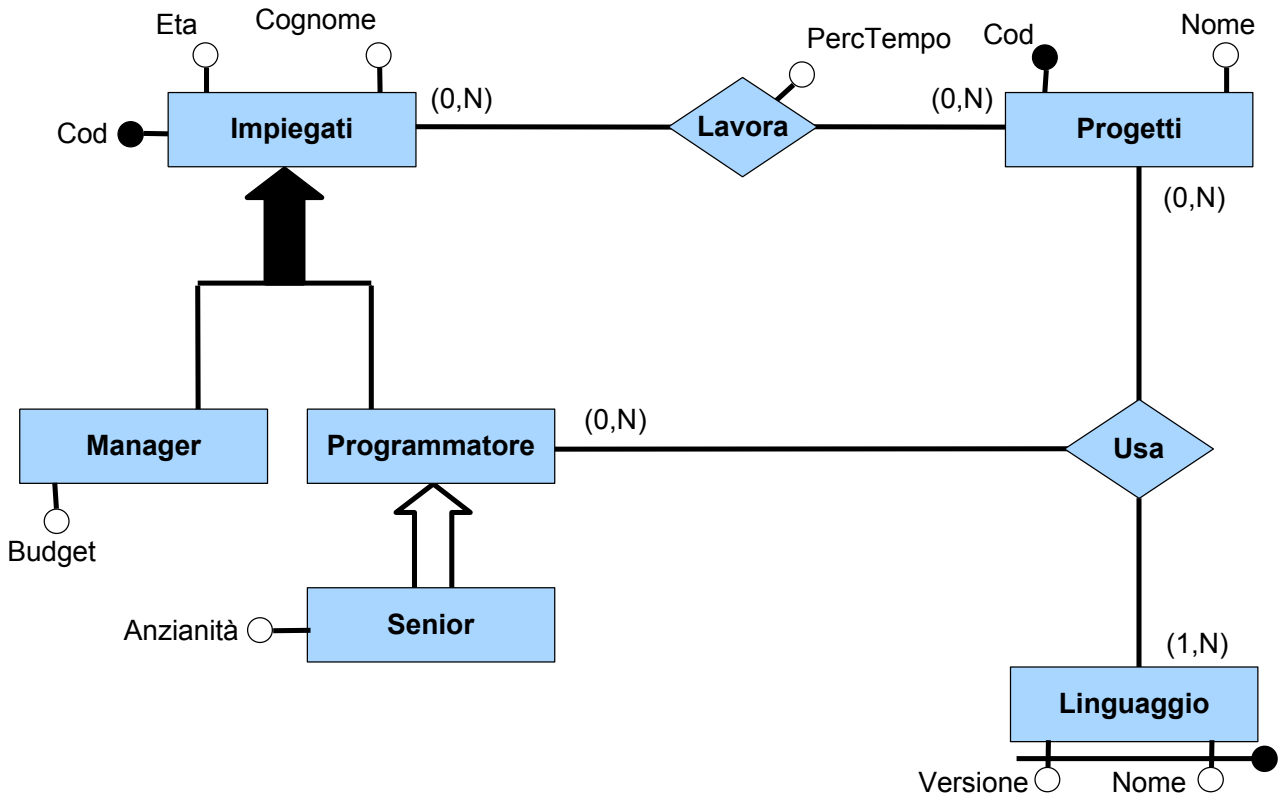 Eta
Cognome
PercTempo
Cod
Nome
(0,N)
(0,N)
Cod
Impiegati
Lavora
Progetti
(0,N)
(0,N)
Manager
Programmatore
Usa
Budget
Anzianità
Senior
(1,N)
Linguaggio
Versione
Nome